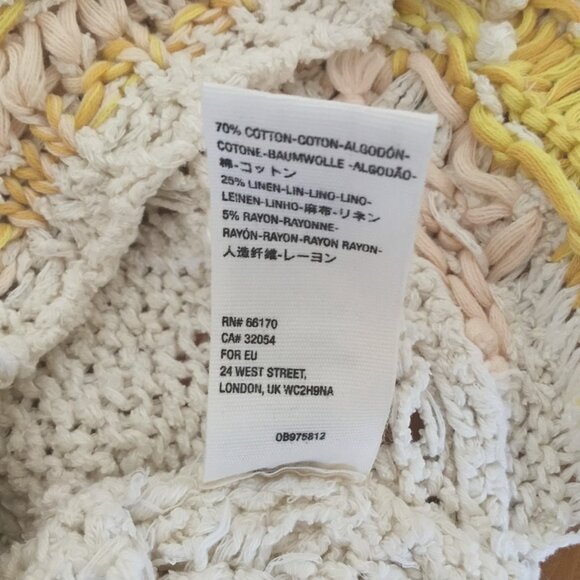 70% COTTON-COTON-ALGODÓN-
COTONE-BAUMWOLLE -ALGODÃO-
棉-コットン
25% LINEN-LIN-LINO-LINO-
LEINEN-LINHO-麻布-リネン
5% RAYON-RAYONNE-
RAYÓN-RAYON-RAYON RAYON-
人造纤维-レーヨン
RN# 66170
CA# 32054
FOR EU
24 WEST STREET,
LONDON, UK WC2H9NA
OB975812